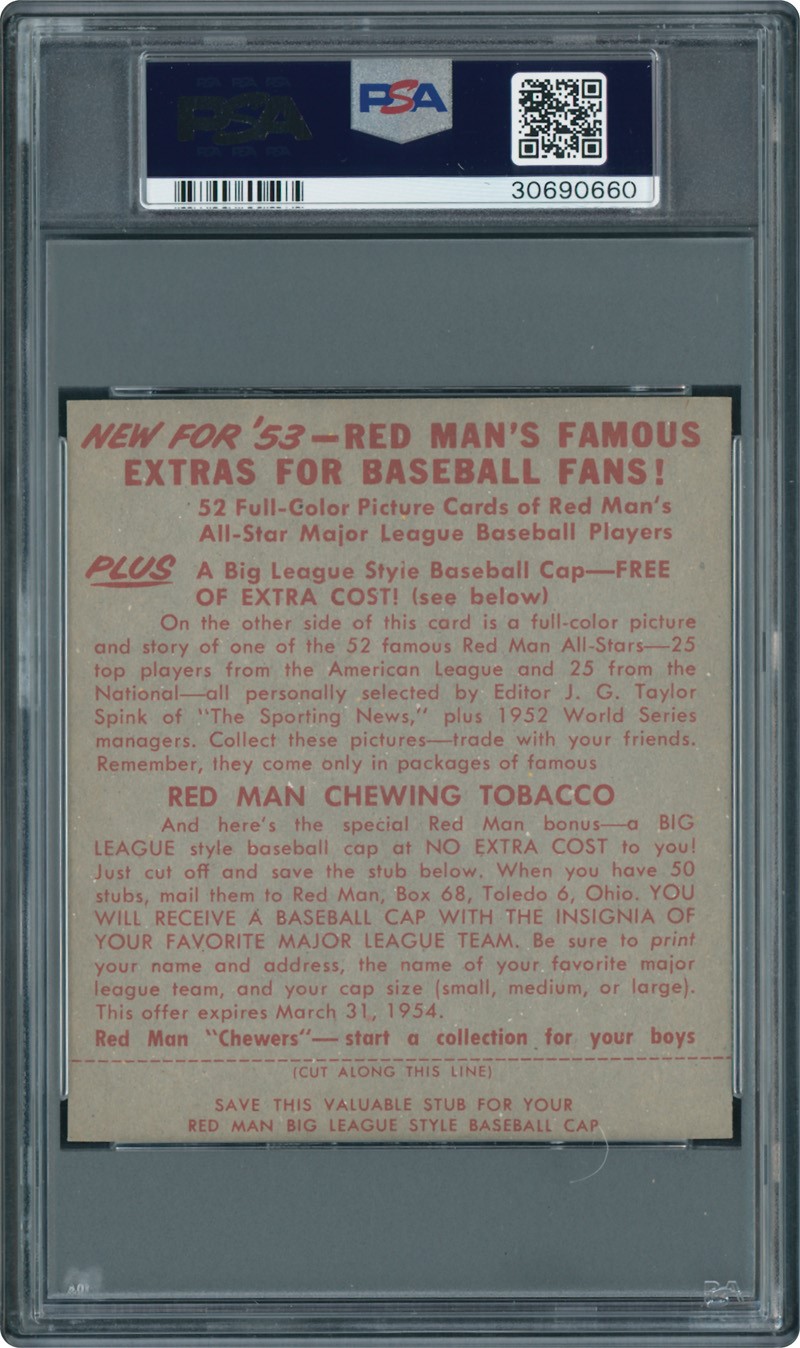 PSA PSA PSA
PSA
PSA
PSA PSA PSA
30690660
NEW FOR '53—RED MAN'S FAMOUS
EXTRAS FOR BASEBALL FANS!
52 Full-Color Picture Cards of Red Man's
All-Star Major League Baseball Players
PLUS A Big League Style Baseball Cap—FREE
OF EXTRA COST! (see below)
On the other side of this card is a full-color picture
and story of one of the 52 famous Red Man All-Stars—25
top players from the American League and 25 from the
National—all personally selected by Editor J. G. Taylor
Spink of "The Sporting News," plus 1952 World Series
managers. Collect these pictures—trade with your friends.
Remember, they come only in packages of famous
RED MAN CHEWING TOBACCO
And here's the special Red Man bonus—a BIG
LEAGUE style baseball cap at NO EXTRA COST to you!
Just cut off and save the stub below. When you have 50
stubs, mail them to Red Man, Box 68, Toledo 6, Ohio. YOU
WILL RECEIVE A BASEBALL CAP WITH THE INSIGNIA OF
YOUR FAVORITE MAJOR LEAGUE TEAM. Be sure to print
your name and address, the name of your favorite major
league team, and your cap size (small, medium, or large).
This offer expires March 31, 1954.
Red Man "Chewers"—start a collection for your boys
(CUT ALONG THIS LINE)
SAVE THIS VALUABLE STUB FOR YOUR
RED MAN BIG LEAGUE STYLE BASEBALL CAP